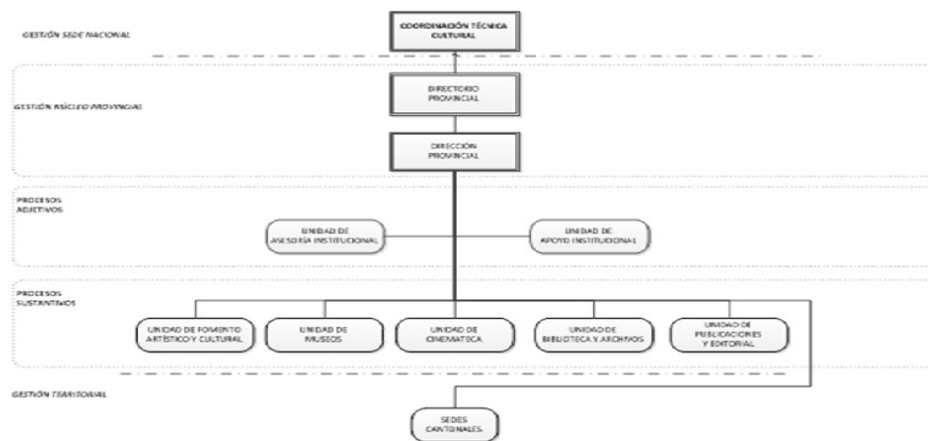 COORDINACIÓN TÉCNICA
CULTURAL
GESTIÓN SEDE NACIONAL
DIRECTORIO
PROVINCIAL
GESTIÓN NÚCLEO PROVINCIAL
DIRECCIÓN
PROVINCIAL
PROCESOS
ADJETIVOS
UNIDAD DE
ASESORÍA INSTITUCIONAL
UNIDAD DE
APOYO INSTITUCIONAL
PROCESOS
SUSTANTIVOS
UNIDAD DE FOMENTO
ARTÍSTICO Y CULTURAL
UNIDAD DE
MUSEOS
UNIDAD DE
CINEMATECA
UNIDAD DE
BIBLIOTECA Y ARCHIVOS
UNIDAD DE
PUBLICACIONES
Y EDITORIAL
GESTIÓN TERRITORIAL
SEDES
CANTONALES